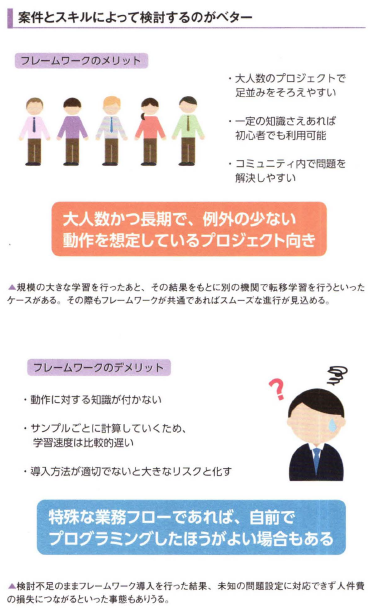 案件とスキルによって検討するのがベター
フレームワークのメリット
・大人数のプロジェクトで
足並みをそろえやすい
・一定の知識さえあれば
初心者でも利用可能
・コミュニティ内で問題を
解決しやすい
大人数かつ長期で、例外の少ない
動作を想定しているプロジェクト向き
▲規模の大きな学習を行ったあと、その結果をもとに別の機関で転移学習を行うといった
ケースがある。その際もフレームワークが共通であればスムーズな進行が見込める。
フレームワークのデメリット
・動作に対する知識が付かない
・サンプルごとに計算していくため、
学習速度は比較的遅い
・導入方法が適切でないと大きなリスクと化す
?
特殊な業務フローであれば、自前で
プログラミングしたほうがよい場合もある
▲検討不足のままフレームワーク導入を行った結果、未知の問題設定に対応できず人件費
の損失につながるといった事態もありうる。